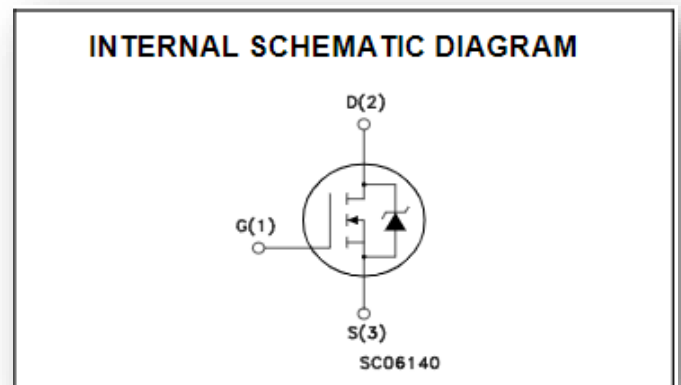 INTERNAL SCHEMATIC DIAGRAM
D(2)
G(1)
S(3)
SC06140